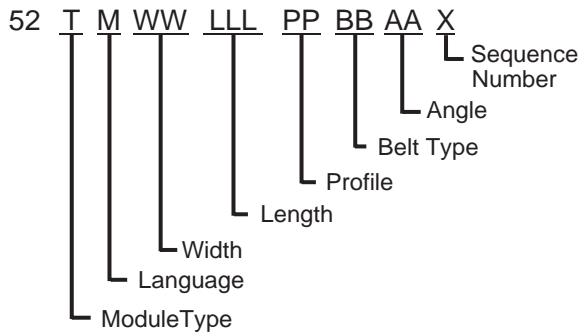 52 T M WW LLL PP BB AA X
Sequence
Number
Angle
Belt Type
Profile
Length
Width
Language
ModuleType